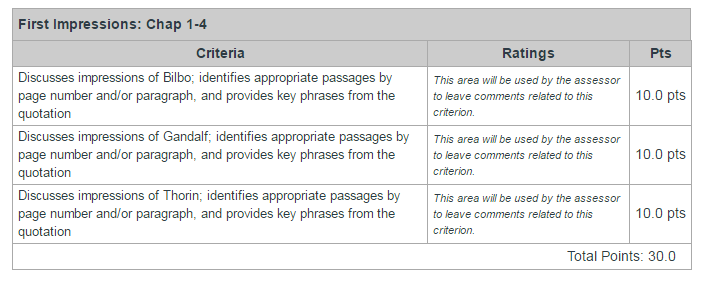 First Impressions: Chap 1-4
Criteria Ratings Pts
Discusses impressions of Bilbo; identifies appropriate passages by
page number and/or paragraph, and provides key phrases from the
quotation
This area will be used by the assessor
to leave comments related to this
criterion.
10.0 pts
Discusses impressions of Gandalf; identifies appropriate passages by
page number and/or paragraph, and provides key phrases from the
quotation
This area will be used by the assessor
to leave comments related to this
criterion.
10.0 pts
Discusses impressions of Thorin; identifies appropriate passages by
page number and/or paragraph, and provides key phrases from the
quotation
This area will be used by the assessor
to leave comments related to this
criterion.
10.0 pts
Total Points: 30.0